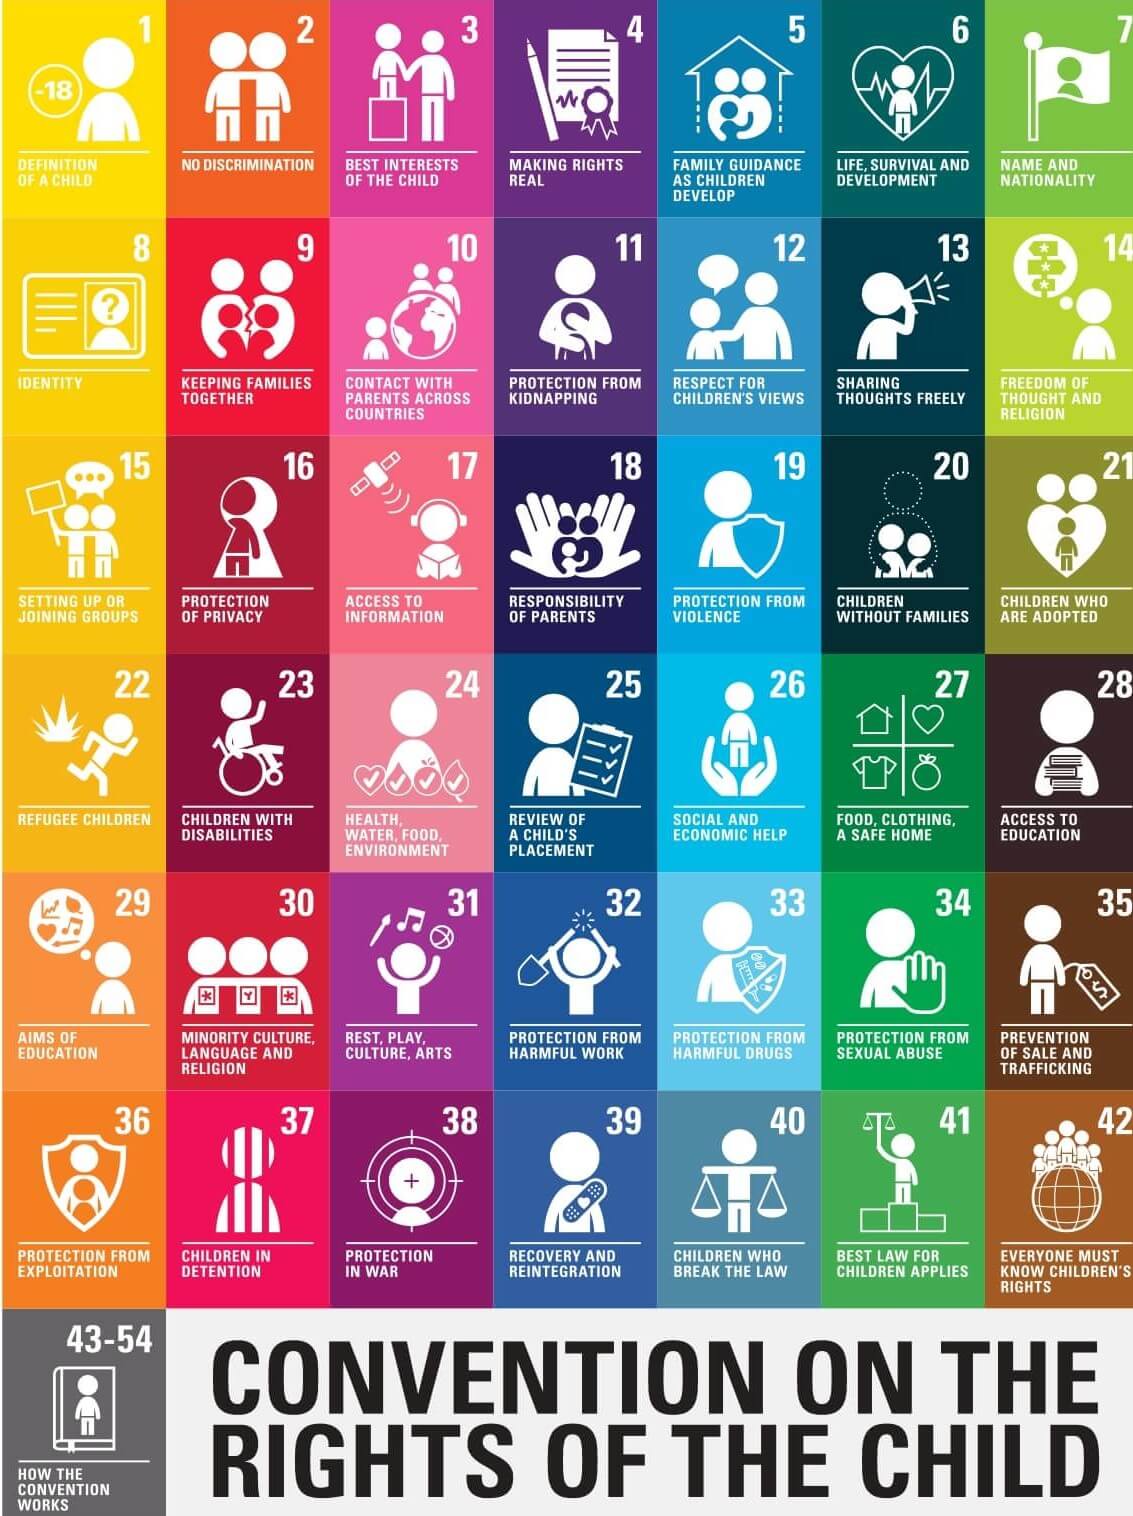 1
-18
DEFINITION
OF A CHILD
2
NO DISCRIMINATION
3
BEST INTERESTS
OF THE CHILD
4
MAKING RIGHTS
REAL
5
FAMILY GUIDANCE
AS CHILDREN
DEVELOP
6
LIFE, SURVIVAL AND
DEVELOPMENT
7
NAME AND
NATIONALITY
8
?
IDENTITY
9
KEEPING FAMILIES
TOGETHER
10
CONTACT WITH
PARENTS ACROSS
COUNTRIES
11
PROTECTION FROM
KIDNAPPING
12
RESPECT FOR
CHILDREN'S VIEWS
13
SHARING
THOUGHTS FREELY
14
FREEDOM OF
THOUGHT AND
RELIGION
15
SETTING UP OR
JOINING GROUPS
16
PROTECTION
OF PRIVACY
17
ACCESS TO
INFORMATION
18
RESPONSIBILITY
OF PARENTS
19
PROTECTION FROM
VIOLENCE
20
CHILDREN
WITHOUT FAMILIES
21
CHILDREN WHO
ARE ADOPTED
22
REFUGEE CHILDREN
23
CHILDREN WITH
DISABILITIES
24
HEALTH,
WATER, FOOD,
ENVIRONMENT
25
REVIEW OF
A CHILD'S
PLACEMENT
26
SOCIAL AND
ECONOMIC HELP
27
FOOD, CLOTHING,
A SAFE HOME
28
ACCESS TO
EDUCATION
29
AIMS OF
EDUCATION
30
MINORITY CULTURE,
LANGUAGE AND
RELIGION
31
REST, PLAY,
CULTURE, ARTS
32
PROTECTION FROM
HARMFUL WORK
33
PROTECTION FROM
HARMFUL DRUGS
34
PROTECTION FROM
SEXUAL ABUSE
35
$
PREVENTION
OF SALE AND
TRAFFICKING
36
PROTECTION FROM
EXPLOITATION
37
CHILDREN IN
DETENTION
38
PROTECTION
IN WAR
39
RECOVERY AND
REINTEGRATION
40
CHILDREN WHO
BREAK THE LAW
41
BEST LAW FOR
CHILDREN APPLIES
42
EVERYONE MUST
KNOW CHILDREN'S
RIGHTS
43-54
HOW THE
CONVENTION
WORKS
CONVENTION ON THE
RIGHTS OF THE CHILD